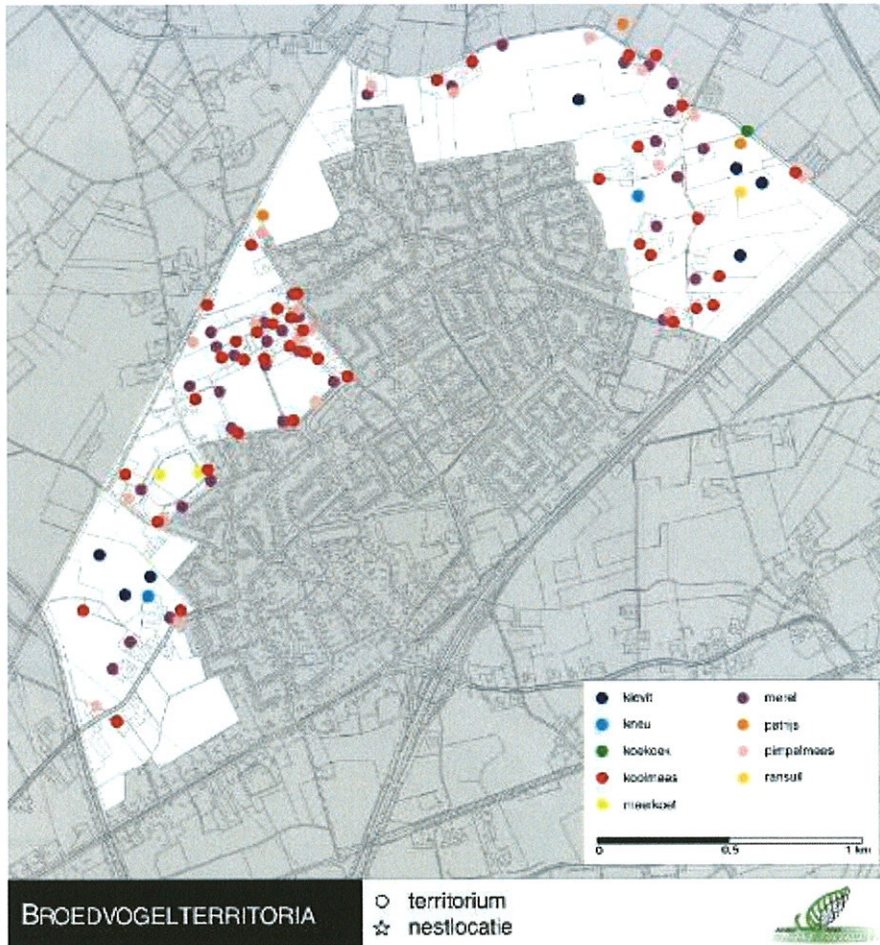 kievit
kneu
koekoek
koolmees
meerkoet
merel
patrijs
pimpelmees
ransuil
0 0,5 1 km
BROEDVOGELTERRITORIA
territorium
nestlocatie